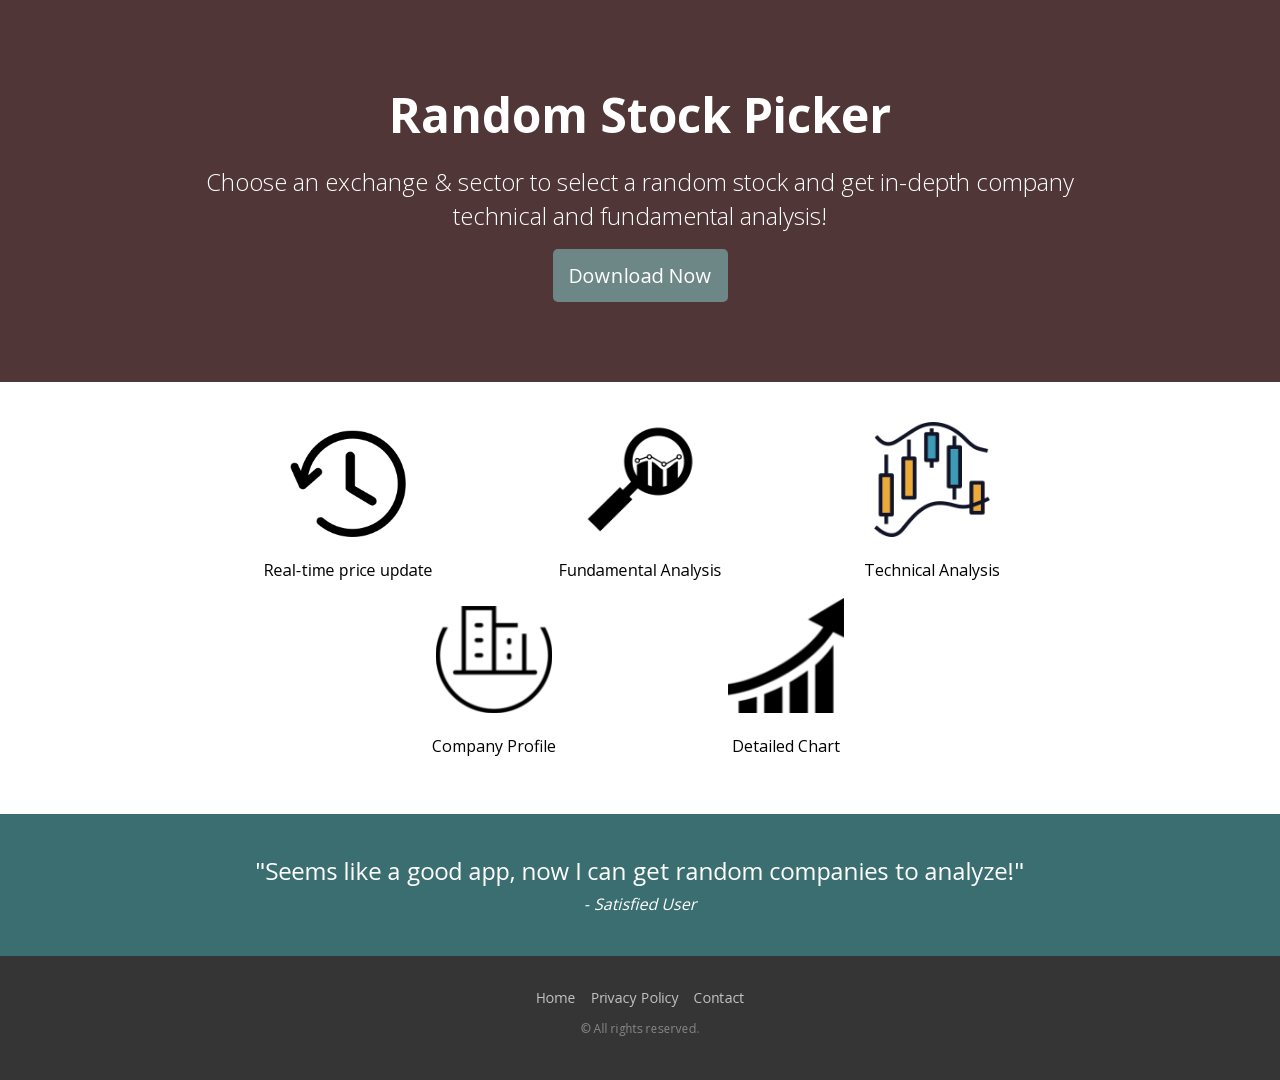 Random Stock Picker
Choose an exchange & sector to select a random stock and get in-depth company
technical and fundamental analysis!
Download Now
Real-time price update
Fundamental Analysis
Technical Analysis
Company Profile
Detailed Chart
"Seems like a good app, now I can get random companies to analyze!"
- Satisfied User
Home Privacy Policy Contact
© All rights reserved.